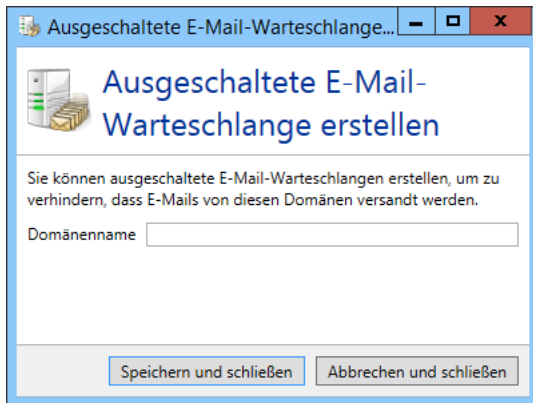 Ausgeschaltete E-Mail-Warteschlange...
Ausgeschaltete E-Mail-
Warteschlange erstellen
Sie können ausgeschaltete E-Mail-Warteschlangen erstellen, um zu
verhindern, dass E-Mails von diesen Domänen versandt werden.
Domänenname
Speichern und schließen Abbrechen und schließen